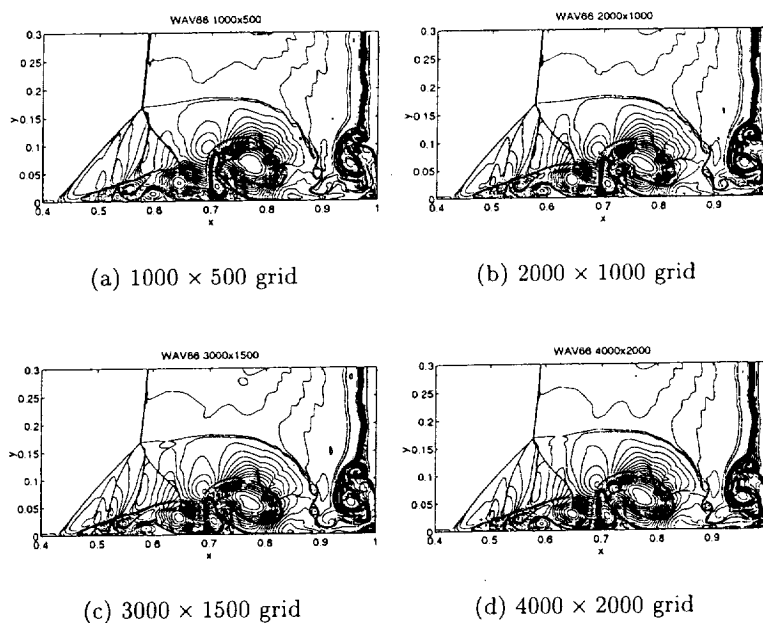 WAV66 1000x500
0.3
0.25
0.2
y 0.15
0.1
0.05
0
0.4 0.5 0.6 0.7 0.8 0.9 1
x
(a) 1000 × 500 grid
WAV66 2000x1000
0.3
0.25
0.2
y 0.15
0.1
0.05
0
0.4 0.5 0.6 0.7 0.8 0.9
x
(b) 2000 × 1000 grid
WAV66 3000x1500
0.3
0.25
0.2
y 0.15
0.1
0.05
0
0.4 0.5 0.6 0.7 0.8 0.9 1
x
(c) 3000 × 1500 grid
WAV66 4000x2000
0.3
0.25
0.2
y 0.15
0.1
0.05
0
0.4 0.5 0.6 0.7 0.8 0.9
x
(d) 4000 × 2000 grid